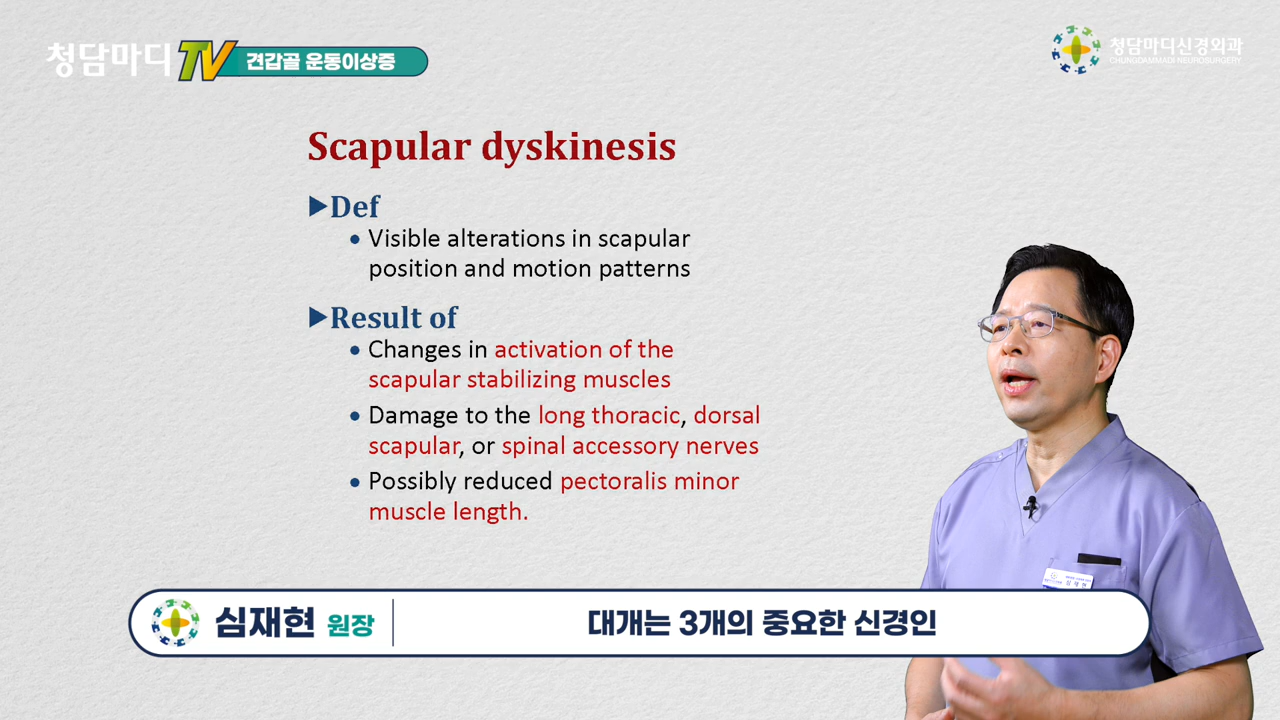 청담마디 TV 견갑골 운동이상증
청담마디신경외과
CHUNGDAMMADI NEUROSURGERY
Scapular dyskinesis
▶Def
• Visible alterations in scapular
position and motion patterns
▶Result of
• Changes in activation of the
scapular stabilizing muscles
• Damage to the long thoracic, dorsal
scapular, or spinal accessory nerves
• Possibly reduced pectoralis minor
muscle length.
심재현
심재현 원장 대개는 3개의 중요한 신경인